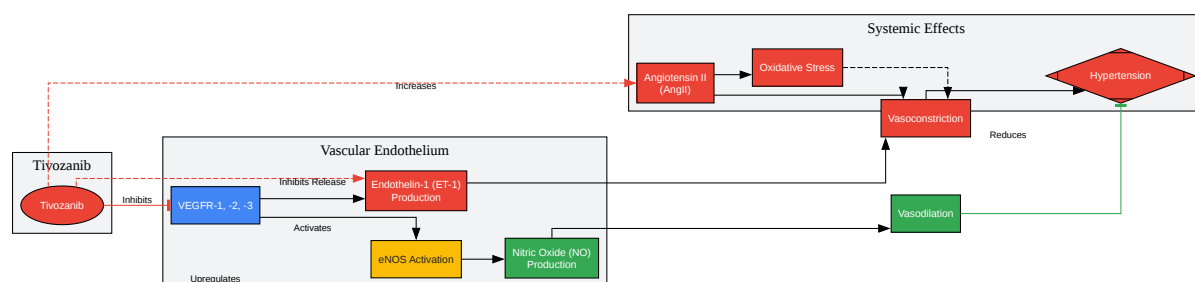 Systemic Effects
Angiotensin II
(AngII)
Oxidative Stress
Hypertension
Increases
Vasoconstriction
Reduces
Vascular Endothelium
Tivozanib
Tivozanib
Inhibits
VEGFR-1, -2, -3
Inhibits Release
Endothelin-1 (ET-1)
Production
Activates
eNOS Activation
Nitric Oxide (NO)
Production
Vasodilation
Upregulates